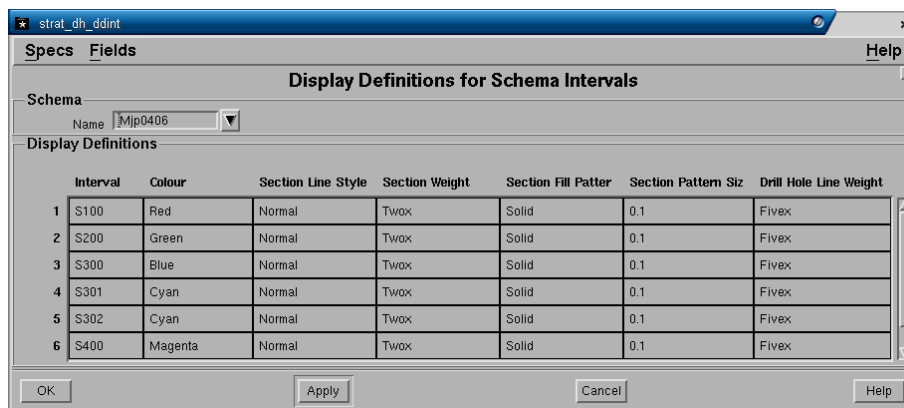 strat_dh_ddint
Specs Fields Help
Display Definitions for Schema Intervals
Schema
Name Mjp0406
Display Definitions
Interval Colour Section Line Style Section Weight Section Fill Patter Section Pattern Siz Drill Hole Line Weight
1 S100 Red Normal Twox Solid 0.1 Fivex
2 S200 Green Normal Twox Solid 0.1 Fivex
3 S300 Blue Normal Twox Solid 0.1 Fivex
4 S301 Cyan Normal Twox Solid 0.1 Fivex
5 S302 Cyan Normal Twox Solid 0.1 Fivex
6 S400 Magenta Normal Twox Solid 0.1 Fivex
OK Apply Cancel Help